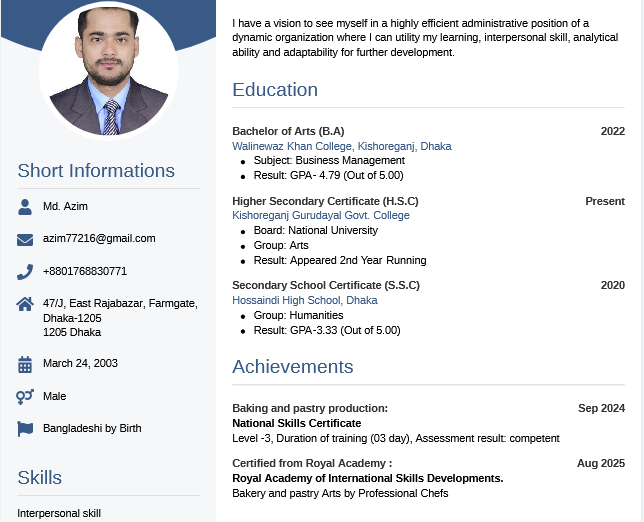 I have a vision to see myself in a highly efficient administrative position of a
dynamic organization where I can utility my learning, interpersonal skill, analytical
ability and adaptability for further development.
Education
Bachelor of Arts (B.A) 2022
Walinewaz Khan College, Kishoreganj, Dhaka
• Subject: Business Management
• Result: GPA- 4.79 (Out of 5.00)
Higher Secondary Certificate (H.S.C) Present
Kishoreganj Gurudayal Govt. College
• Board: National University
• Group: Arts
• Result: Appeared 2nd Year Running
Secondary School Certificate (S.S.C) 2020
Hossaindi High School, Dhaka
• Group: Humanities
• Result: GPA-3.33 (Out of 5.00)
Achievements
Baking and pastry production: Sep 2024
National Skills Certificate
Level -3, Duration of training (03 day), Assessment result: competent
Certified from Royal Academy : Aug 2025
Royal Academy of International Skills Developments.
Bakery and pastry Arts by Professional Chefs
Short Informations
Md. Azim
azim77216@gmail.com
+8801768830771
47/J, East Rajabazar, Farmgate,
Dhaka-1205
1205 Dhaka
March 24, 2003
Male
Bangladeshi by Birth
Skills
Interpersonal skill